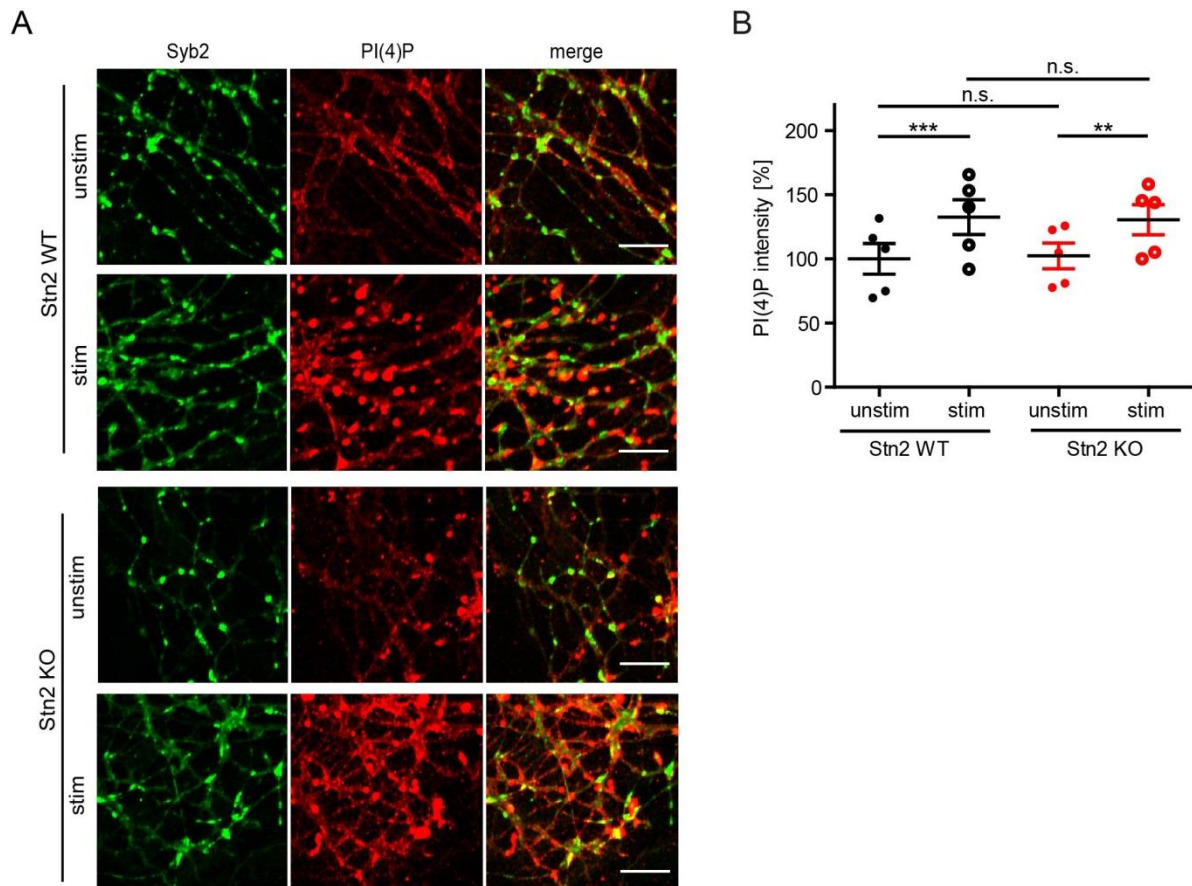 A
Syb2 PI(4)P merge
Stn2 WT
unstim
stim
Stn2 KO
unstim
stim
B
n.s.
n.s.
*** **
PI(4)P intensity [%]
200
150
100
50
0
unstim stim unstim stim
Stn2 WT Stn2 KO